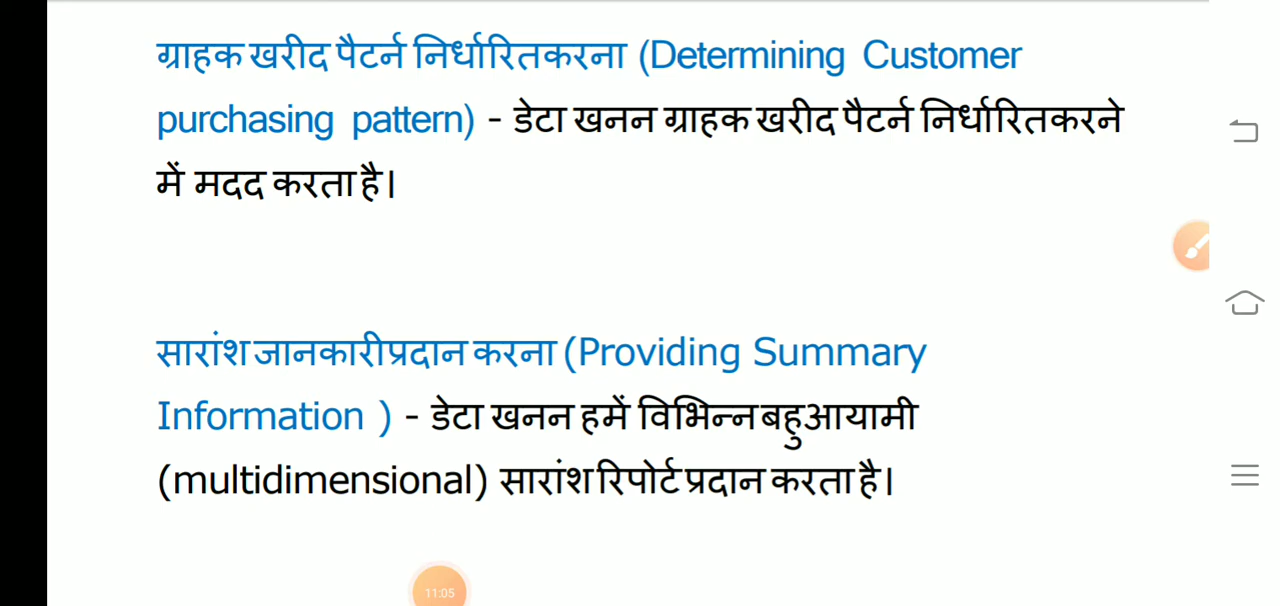 ग्राहक खरीद पैटर्न निर्धारितकरना (Determining Customer
purchasing pattern) - डेटा खनन ग्राहक खरीद पैटर्न निर्धारितकरने
में मदद करता है।
सारांश जानकारी प्रदान करना (Providing Summary
Information ) - डेटा खनन हमें विभिन्न बहुआयामी
(multidimensional) सारांश रिपोर्ट प्रदान करता है।
11:05